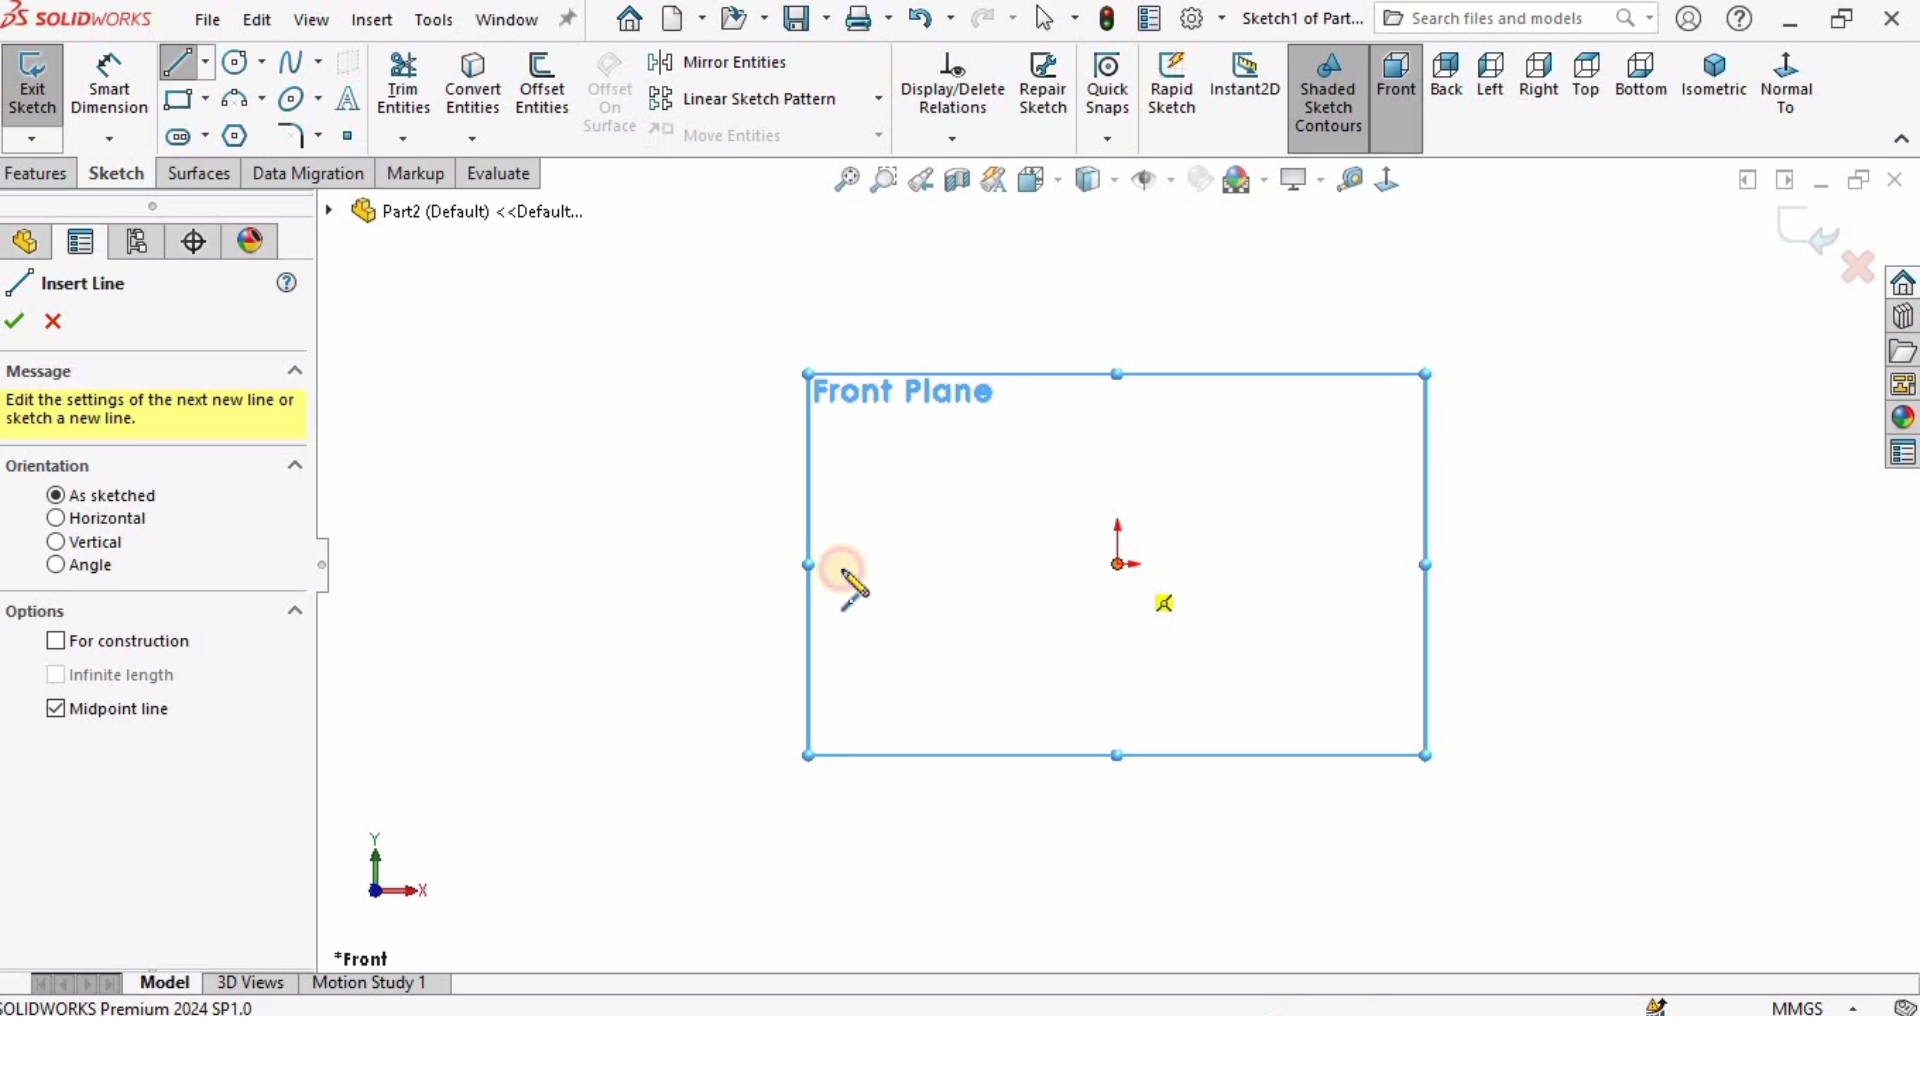 SOLIDWORKS File Edit View Insert Tools Window Sketch1 of Part... Search files and models
Exit Sketch
Smart Dimension
Trim Entities
Convert Entities
Offset Entities
Offset On Surface
Mirror Entities
Linear Sketch Pattern
Move Entities
Display/Delete Relations
Repair Sketch
Quick Snaps
Rapid Sketch
Instant2D
Shaded Sketch Contours
Front
Back
Left
Right
Top
Bottom
Isometric
Normal To
Features Sketch Surfaces Data Migration Markup Evaluate
Part2 (Default) <<Default...
Insert Line
Message
Edit the settings of the next new line or
sketch a new line.
Orientation
As sketched
Horizontal
Vertical
Angle
Options
For construction
Infinite length
Midpoint line
Front Plane
Y
X
*Front
Model 3D Views Motion Study 1
SOLIDWORKS Premium 2024 SP1.0 MMGS